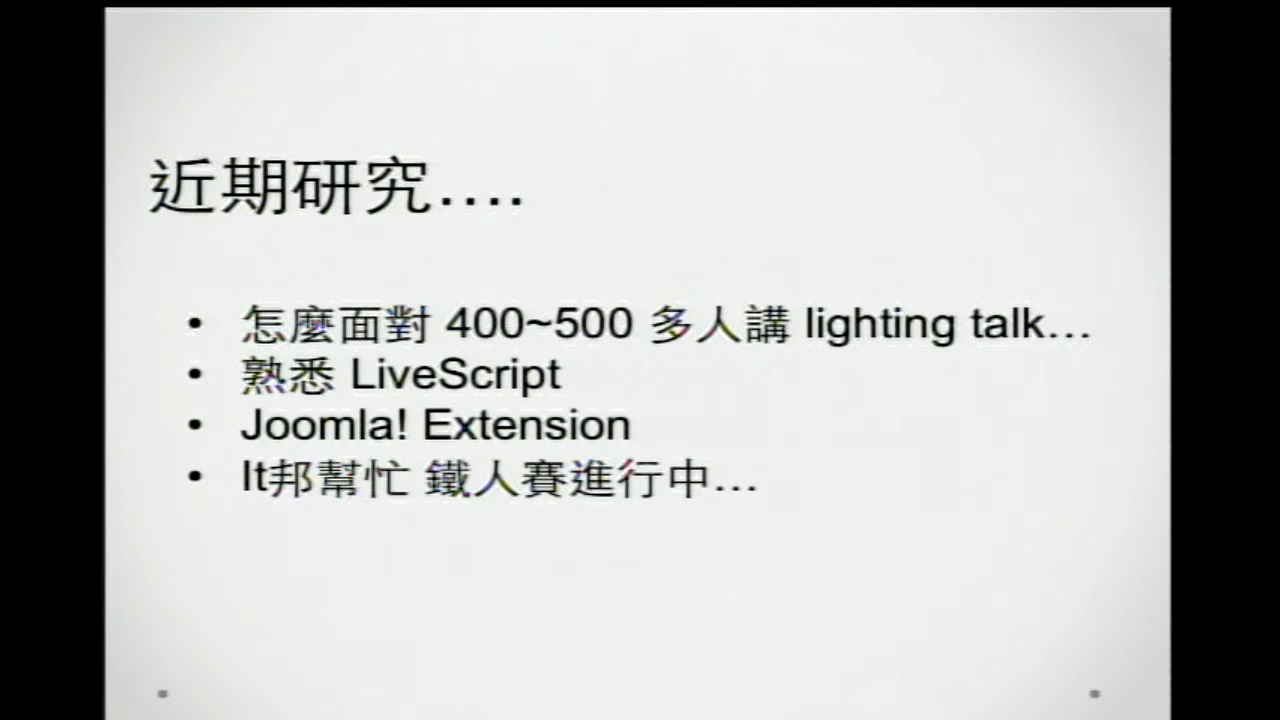 近期研究....
• 怎麼面對 400~500 多人講 lighting talk...
• 熟悉 LiveScript
• Joomla! Extension
• It邦幫忙 鐵人賽進行中...